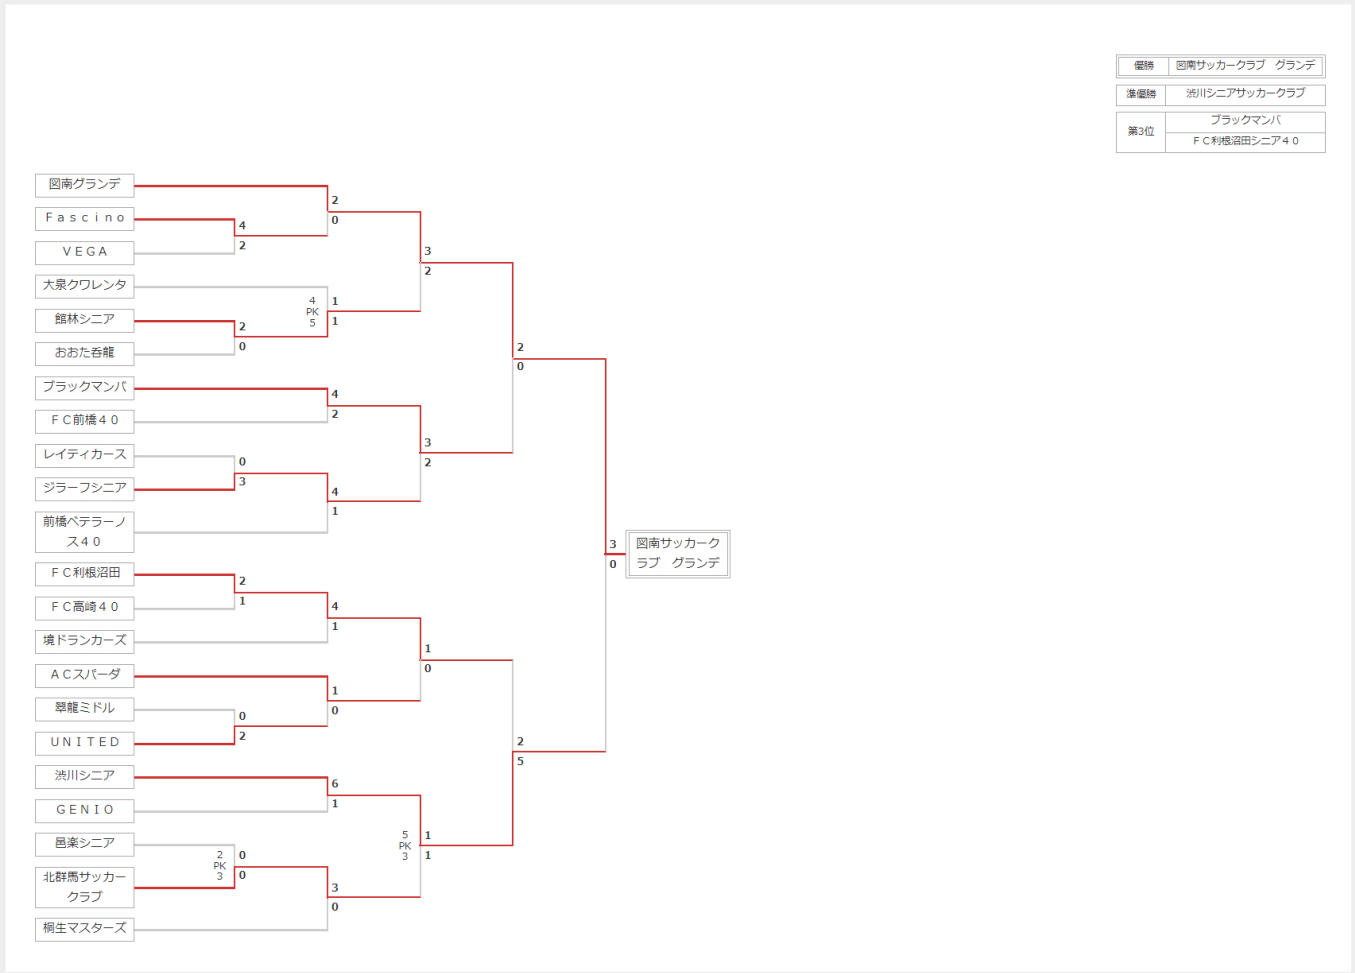 優勝 図南サッカークラブ　グランデ
準優勝 渋川シニアサッカークラブ
第3位 ブラックマンバ
ＦＣ利根沼田シニア４０
図南グランデ
2
Ｆａｓｃｉｎｏ
0
4
ＶＥＧＡ
2
3
2
大泉クワレンタ
4
PK
5
1
1
館林シニア
2
0
おおた呑龍
2
0
ブラックマンバ
4
2
ＦＣ前橋４０
3
2
レイティカース
0
3
ジラーフシニア
4
1
前橋ベテラーノ
ス４０
3
0
図南サッカーク
ラブ　グランデ
ＦＣ利根沼田
2
1
ＦＣ高崎４０
4
1
境ドランカーズ
1
0
ＡＣスパーダ
1
0
翠龍ミドル
0
2
ＵＮＩＴＥＤ
2
5
渋川シニア
6
1
ＧＥＮＩＯ
5
PK
3
1
1
邑楽シニア
2
PK
3
0
0
北群馬サッカー
クラブ
3
0
桐生マスターズ